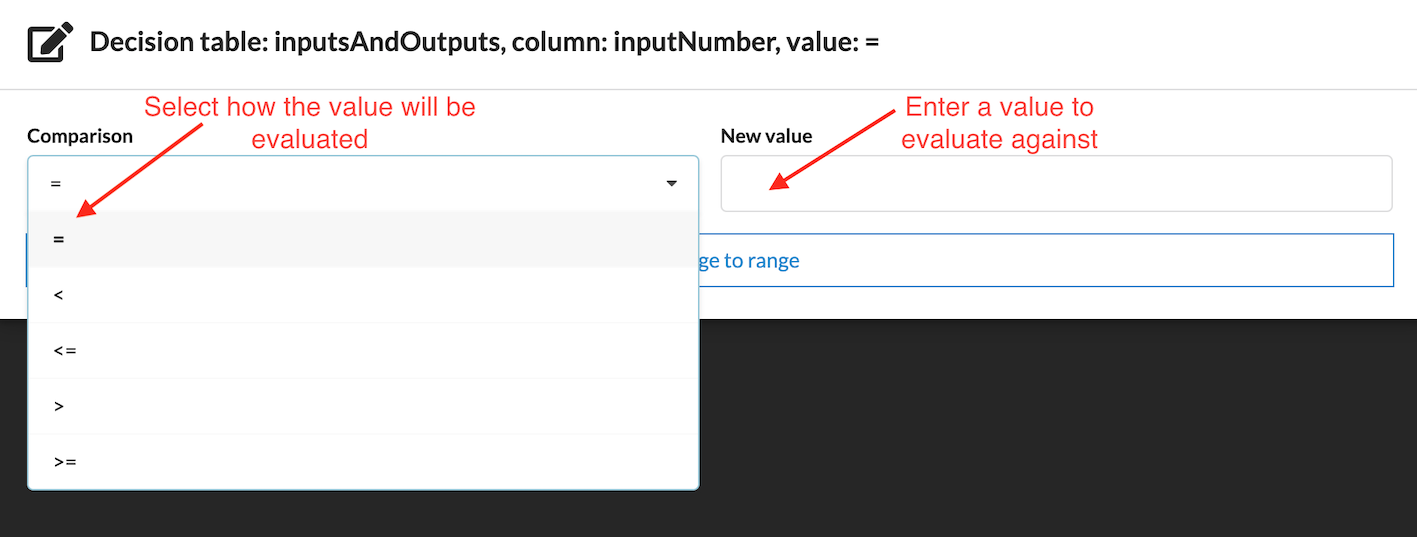 Decision table: inputsAndOutputs, column: inputNumber, value: =
Select how the value will be
evaluated
Enter a value to
evaluate against
Comparison
New value
=
=
ge to range
<
<=
>
>=